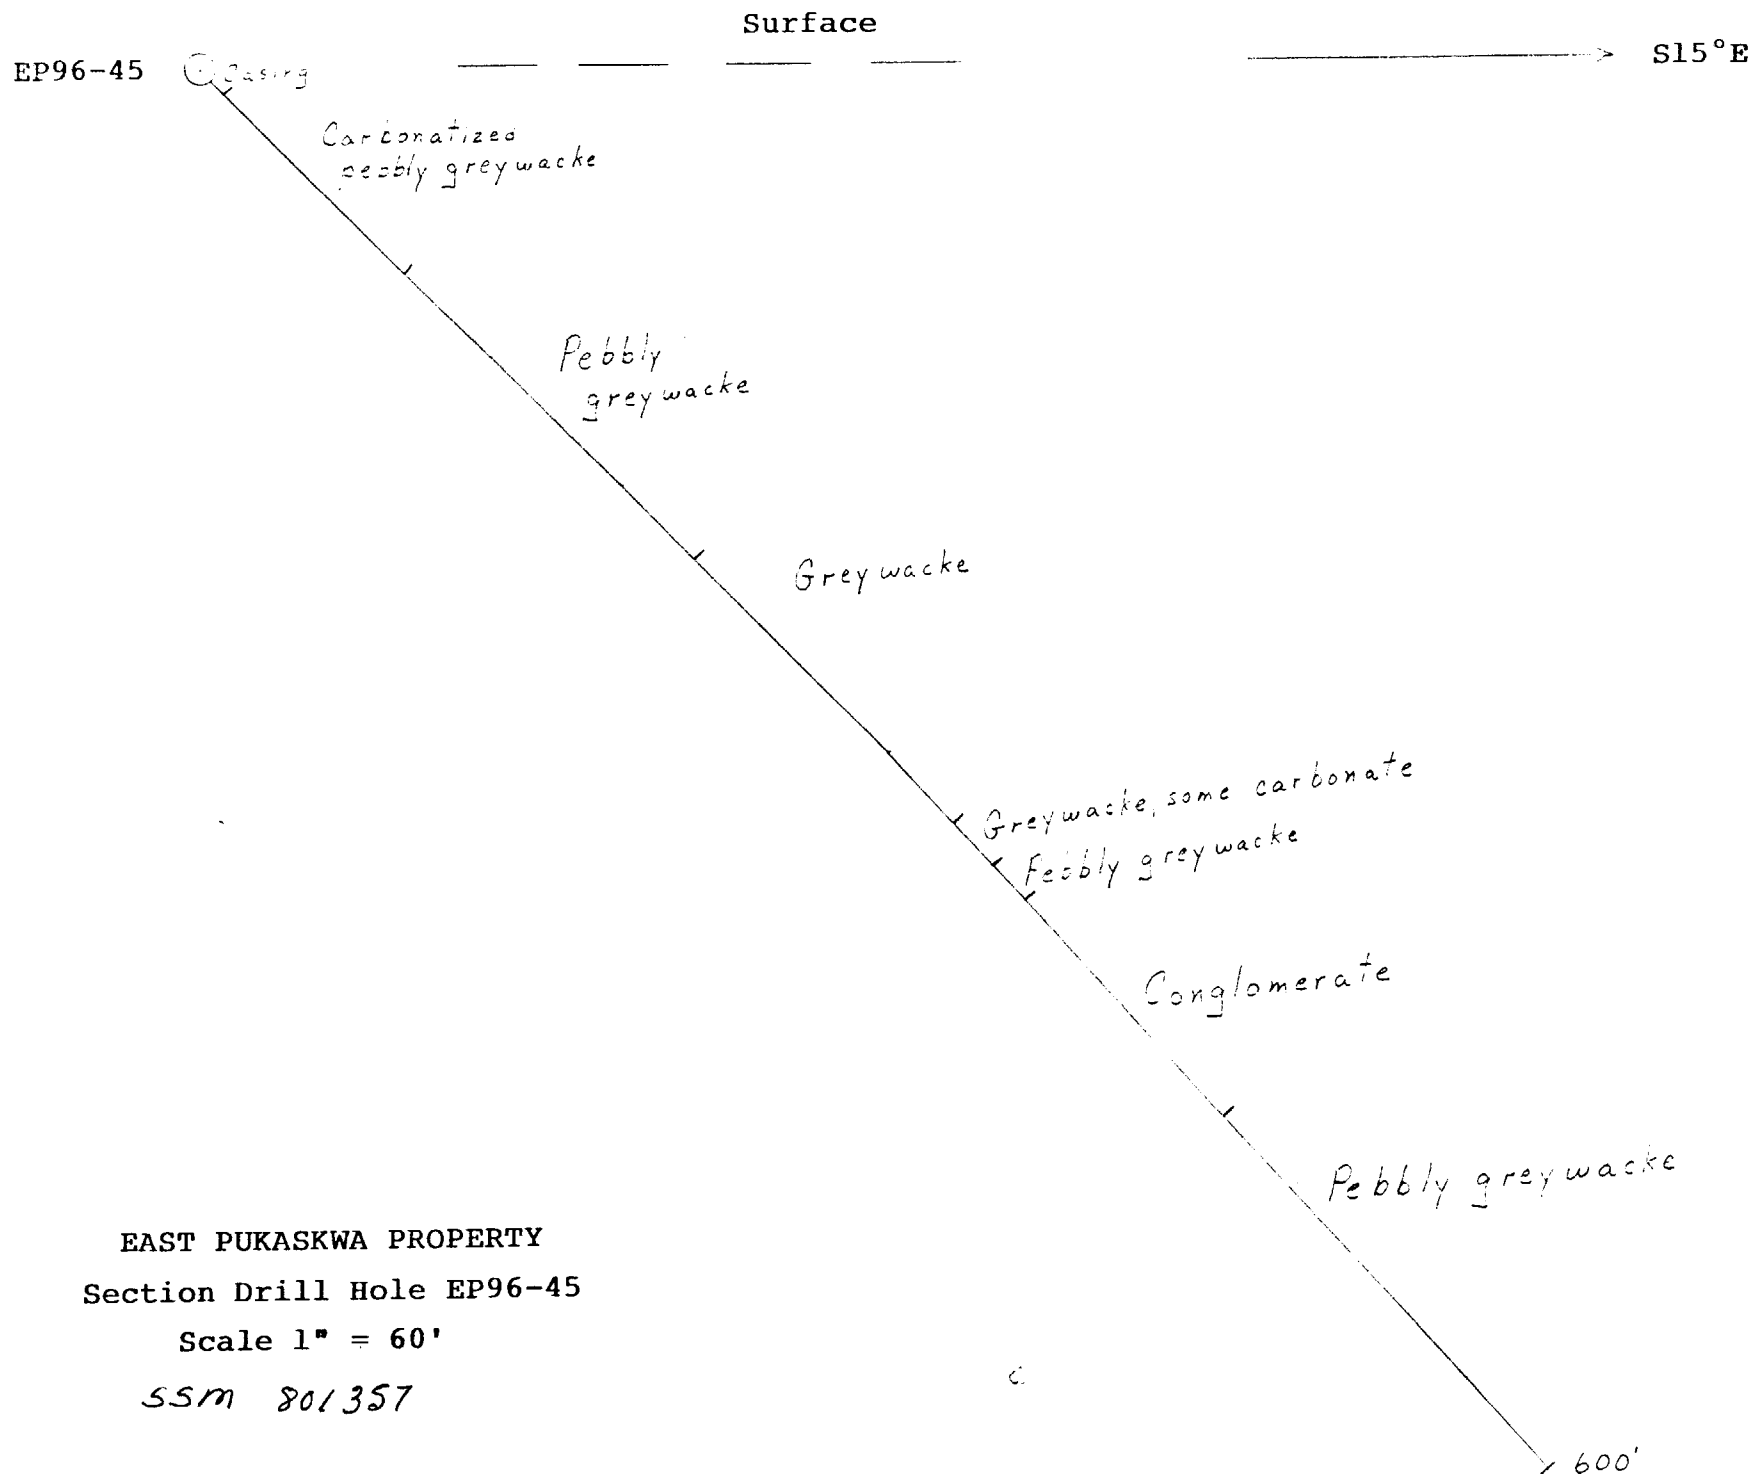 Surface
EP96-45 Casing S15°E
Carbonatized
pebbly greywacke
Pebbly
greywacke
Greywacke
Greywacke, some carbonate
Pebbly greywacke
Conglomerate
Pebbly greywacke
EAST PUKASKWA PROPERTY
Section Drill Hole EP96-45
Scale 1" = 60'
SSM 801357
600'